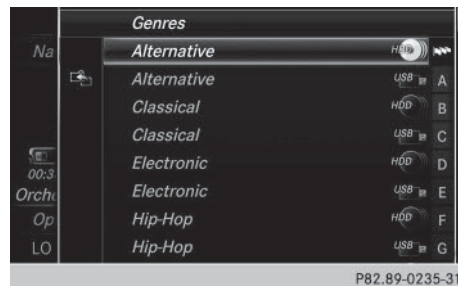 Genres
Na
Alternative HDD
Alternative USB A
Classical HDD B
Classical USB C
Electronic HDD D
00:3
Electronic USB E
Orche
Op
Hip-Hop HDD F
LO
Hip-Hop USB G
P82.89-0235-31